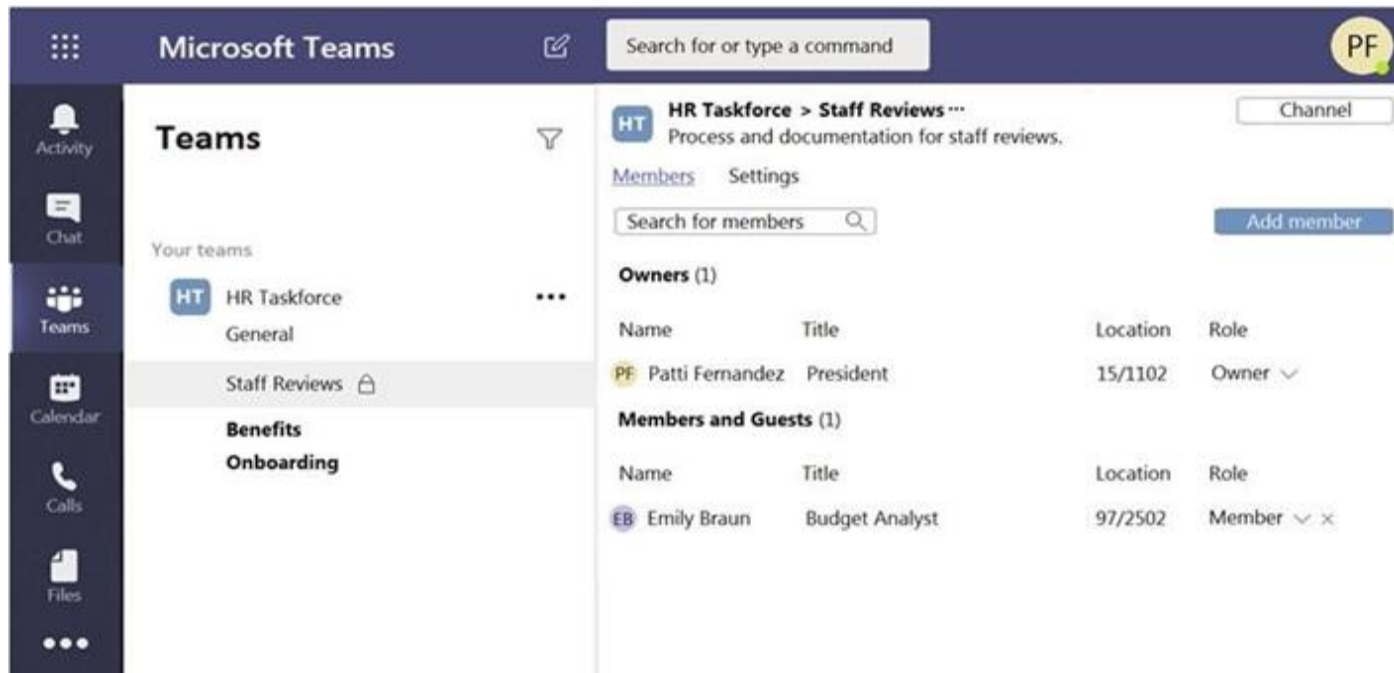 Microsoft Teams
Search for or type a command
PF
Activity
Chat
Teams
Calendar
Calls
Files
Teams
Your teams
HT HR Taskforce
General
Staff Reviews
Benefits
Onboarding
HT
HR Taskforce > Staff Reviews ···
Process and documentation for staff reviews.
Channel
Members Settings
Search for members
Add member
Owners (1)
Name Title Location Role
PF Patti Fernandez President 15/1102 Owner
Members and Guests (1)
Name Title Location Role
EB Emily Braun Budget Analyst 97/2502 Member